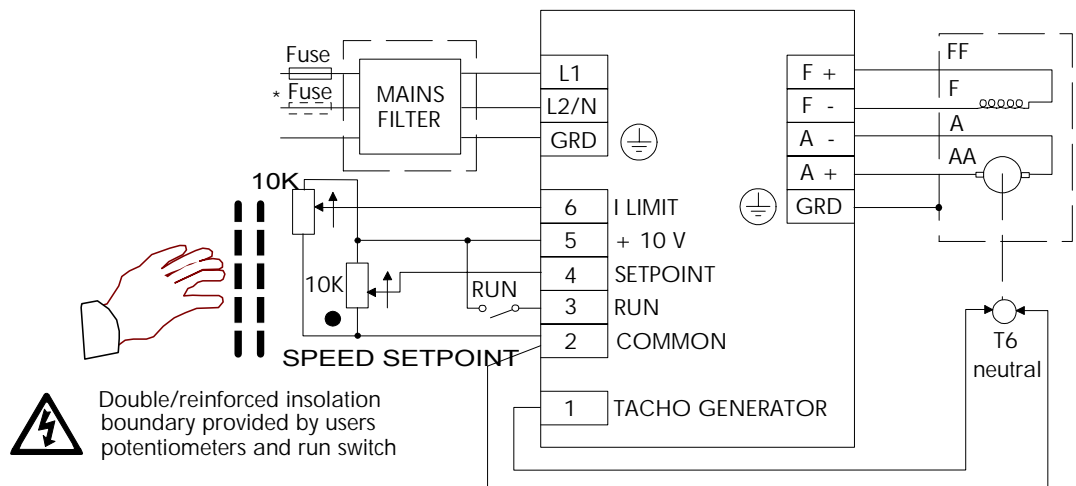 Fuse
* Fuse
MAINS
FILTER
L1
L2/N
GRD
F +
F -
A -
A +
GRD
FF
F
A
AA
10K
6 I LIMIT
5 + 10 V
4 SETPOINT
3 RUN
2 COMMON
1 TACHO GENERATOR
10K
RUN
SPEED SETPOINT
T6
neutral
Double/reinforced insolation
boundary provided by users
potentiometers and run switch